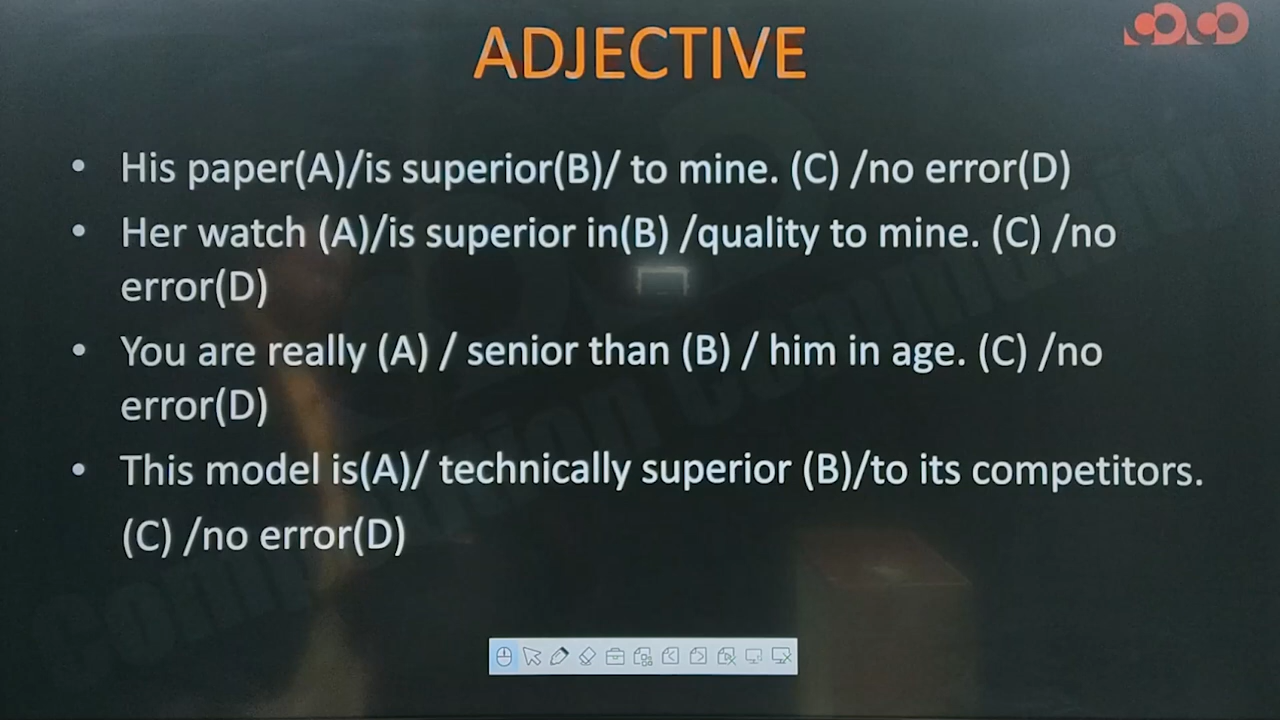 ADJECTIVE
• His paper(A)/is superior(B)/ to mine. (C) /no error(D)
• Her watch (A)/is superior in(B) /quality to mine. (C) /no
error(D)
• You are really (A) / senior than (B) / him in age. (C) /no
error(D)
• This model is(A)/ technically superior (B)/to its competitors.
(C) /no error(D)
Competition Community